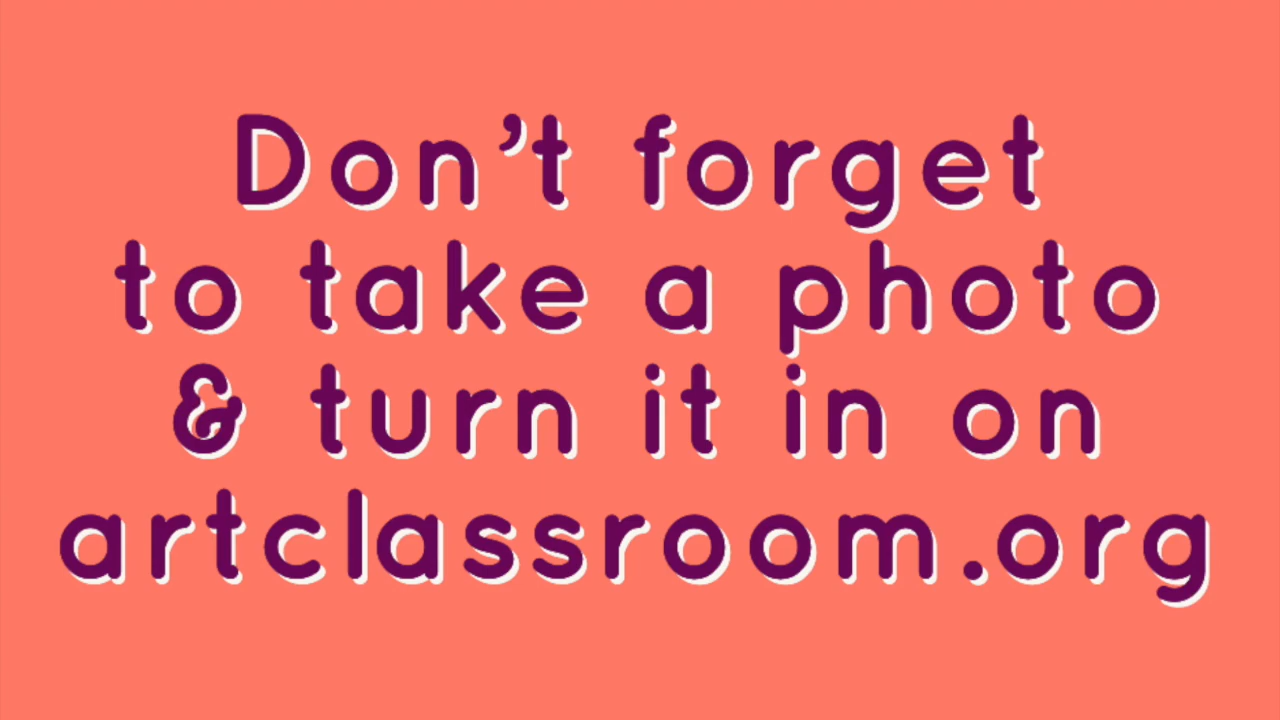 Don’t forget
to take a photo
& turn it in on
artclassroom.org